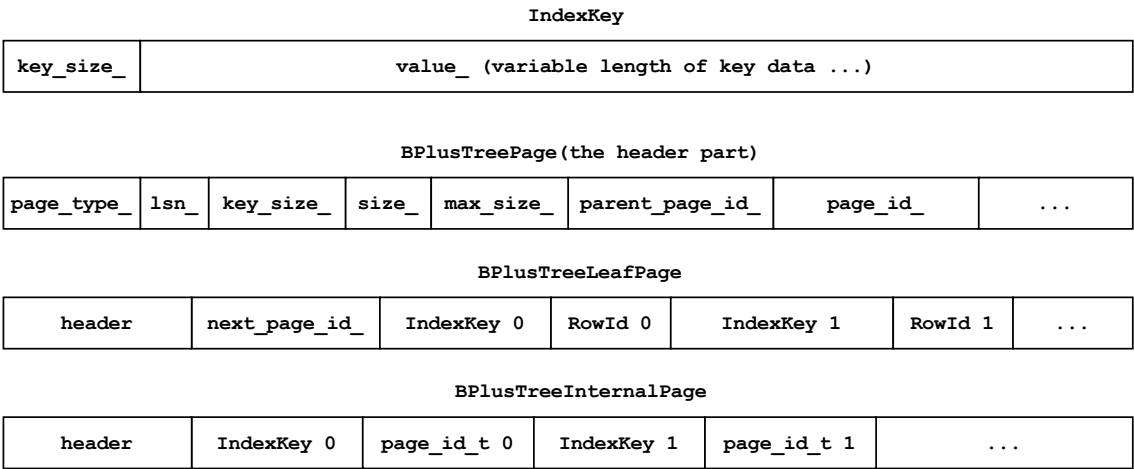 IndexKey
key_size_ value_ (variable length of key data ...)
BPlusTreePage(the header part)
page_type_ lsn_ key_size_ size_ max_size_ parent_page_id_ page_id_ ...
BPlusTreeLeafPage
header next_page_id_ IndexKey 0 RowId 0 IndexKey 1 RowId 1 ...
BPlusTreeInternalPage
header IndexKey 0 page_id_t 0 IndexKey 1 page_id_t 1 ...